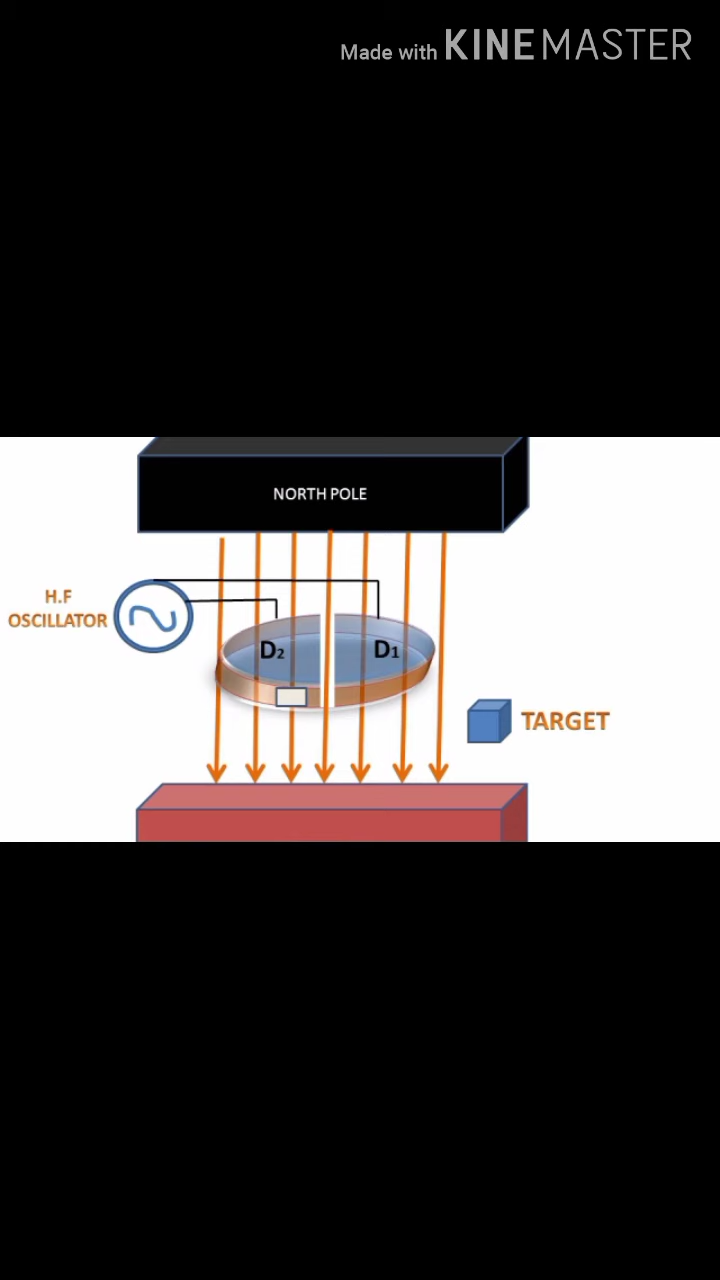 Made with KINEMASTER
NORTH POLE
H.F
OSCILLATOR
D2
D1
TARGET